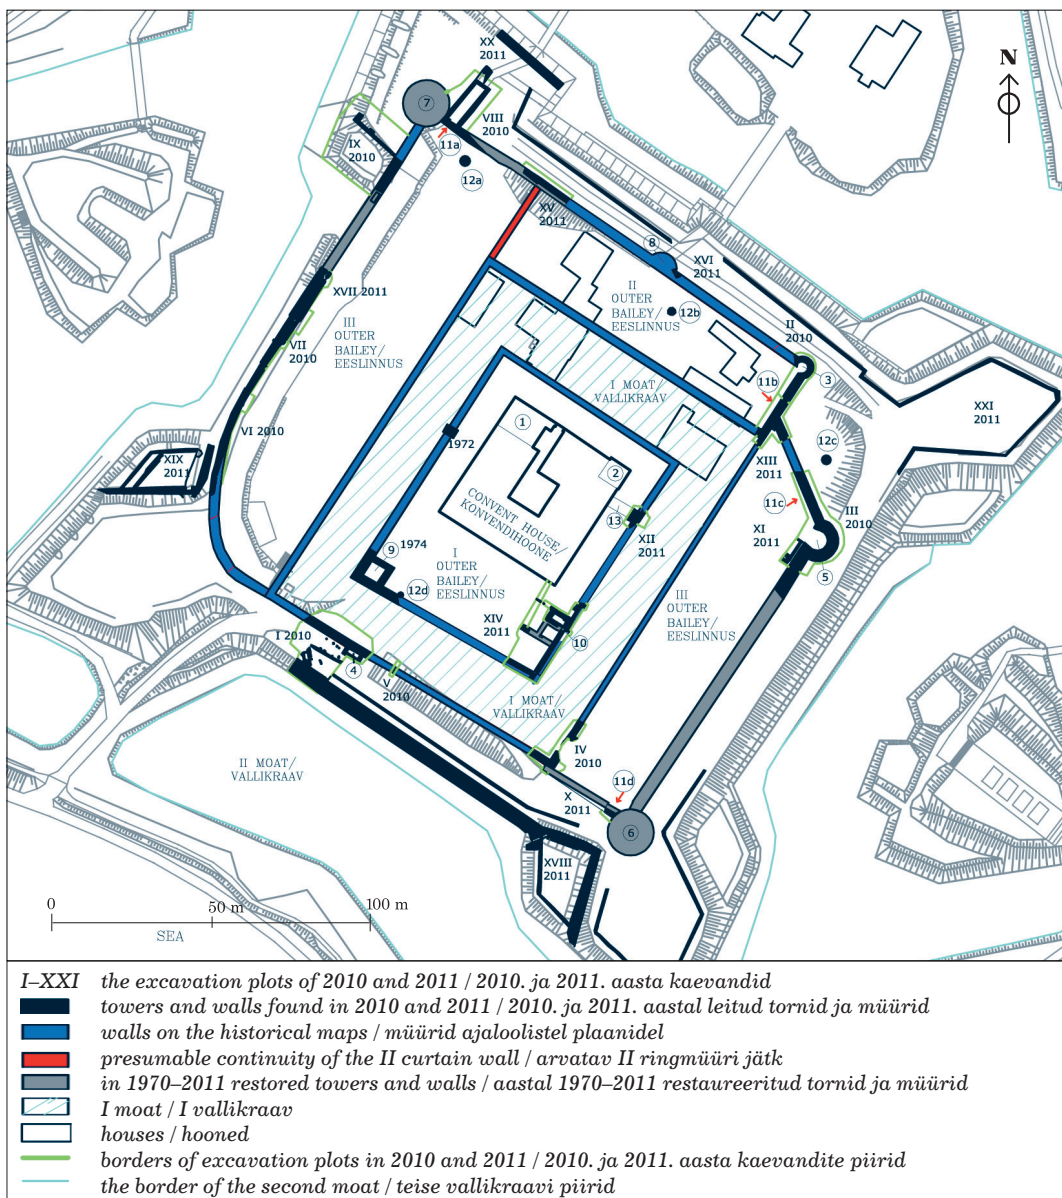 XX
2011
N
7
VIII
2010
11a
IX
2010
12a
XV
2011
8
XVI
2011
II
OUTER
BAILEY/
EESLINNUS
12b
XVII 2011
III
OUTER
BAILEY/
EESLINNUS
II
2010
VII
2010
3
11b
I MOAT/
VALLIKRAAV
XXI
2011
VI 2010
1
12c
1972
XIX
2011
2
XIII
2011
CONVENT HOUSE/
KONVENDIHOONE
11c
III
2010
13
XII
2011
XI
2011
1974
9
I
OUTER
BAILEY/
EESLINNUS
5
12d
III
OUTER
BAILEY/
EESLINNUS
XIV
2011
I 2010
10
4
V
2010
I MOAT/
VALLIKRAAV
IV
2010
II MOAT/
VALLIKRAAV
11d
X
2011
6
XVIII
2011
0 50 m 100 m
SEA
I–XXI the excavation plots of 2010 and 2011 / 2010. ja 2011. aasta kaevandid
towers and walls found in 2010 and 2011 / 2010. ja 2011. aastal leitud tornid ja müürid
walls on the historical maps / müürid ajaloolistel plaanidel
presumable continuity of the II curtain wall / arvatav II ringmüüri jätk
in 1970–2011 restored towers and walls / aastal 1970–2011 restaureeritud tornid ja müürid
I moat / I vallikraav
houses / hooned
borders of excavation plots in 2010 and 2011 / 2010. ja 2011. aasta kaevandite piirid
the border of the second moat / teise vallikraavi piirid